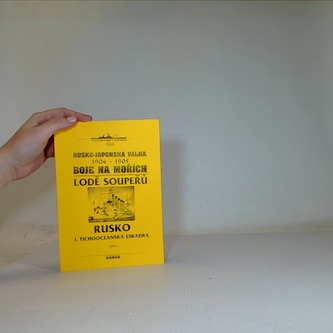 RUSKO-JAPONSKÁ VÁLKA
1904 - 1905
BOJE NA MOŘÍCH
LODĚ SOUPEŘŮ
RUSKO
1. TICHOOCEÁNSKÁ ESKADRA